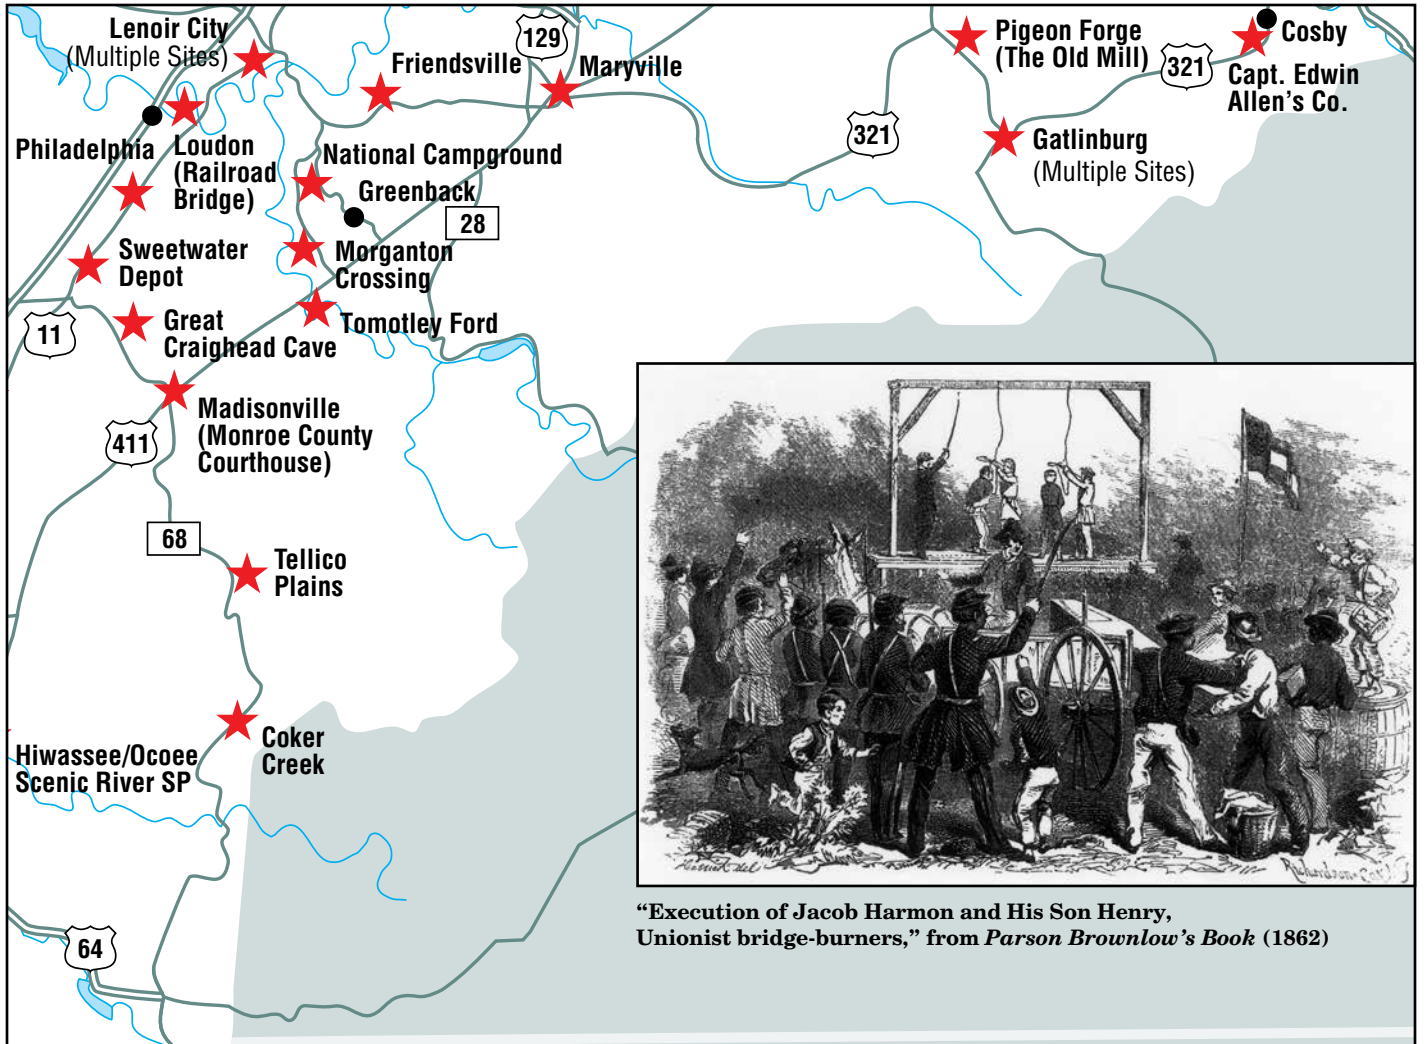 Lenoir City
(Multiple Sites)
129
Friendsville
Maryville
Pigeon Forge
(The Old Mill)
Cosby
321
Capt. Edwin
Allen's Co.
321
Gatlinburg
(Multiple Sites)
Philadelphia
Loudon
(Railroad
Bridge)
National Campground
Greenback
28
Sweetwater
Depot
Morganton
Crossing
11
Great
Craighead Cave
Tomotley Ford
Madisonville
(Monroe County
Courthouse)
411
68
Tellico
Plains
Coker
Creek
Hiwassee/Ocoee
Scenic River SP
64
“Execution of Jacob Harmon and His Son Henry,
Unionist bridge-burners,” from Parson Brownlow's Book (1862)